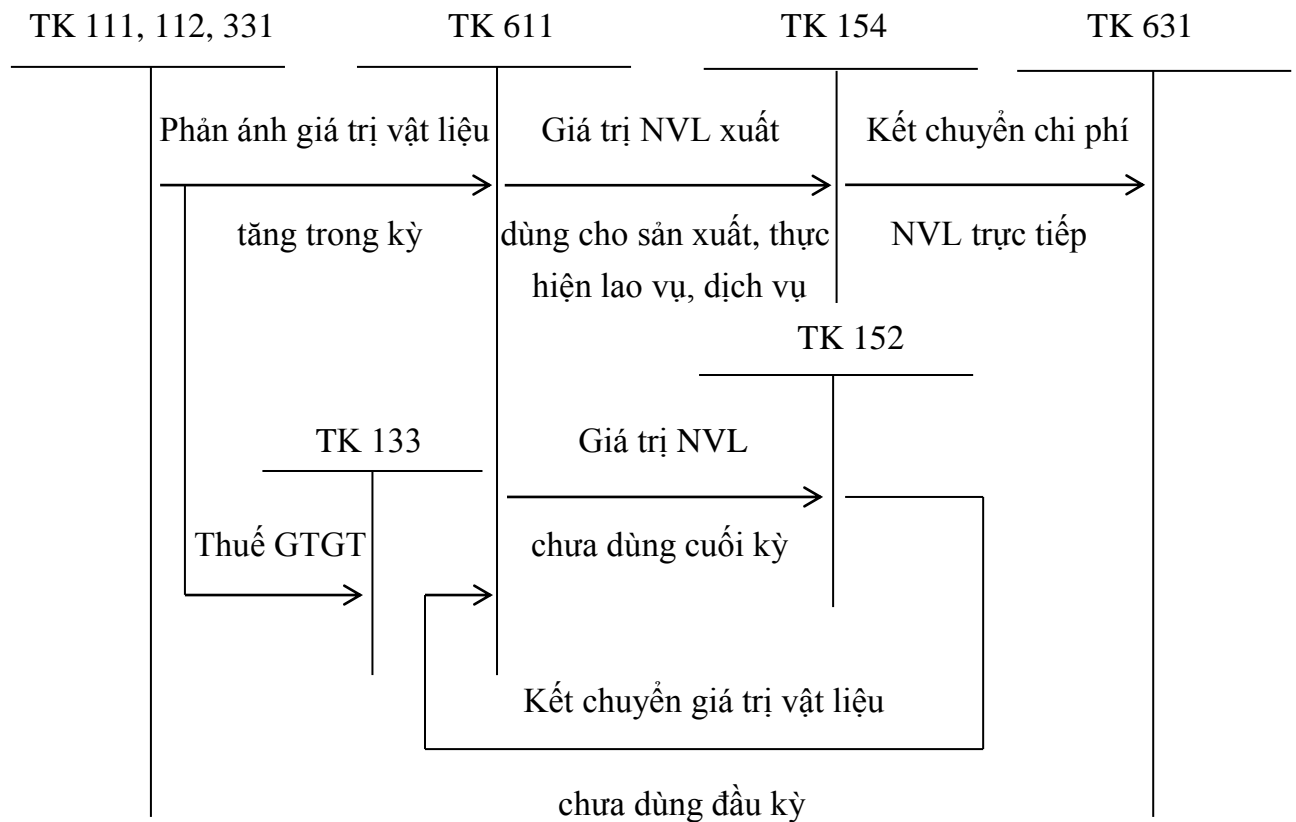 TK 111, 112, 331
TK 611
TK 154
TK 631
Phản ánh giá trị vật liệu
Giá trị NVL xuất
Kết chuyển chi phí
tăng trong kỳ
dùng cho sản xuất, thực
NVL trực tiếp
hiện lao vụ, dịch vụ
TK 152
TK 133
Giá trị NVL
Thuế GTGT
chưa dùng cuối kỳ
Kết chuyển giá trị vật liệu
chưa dùng đầu kỳ